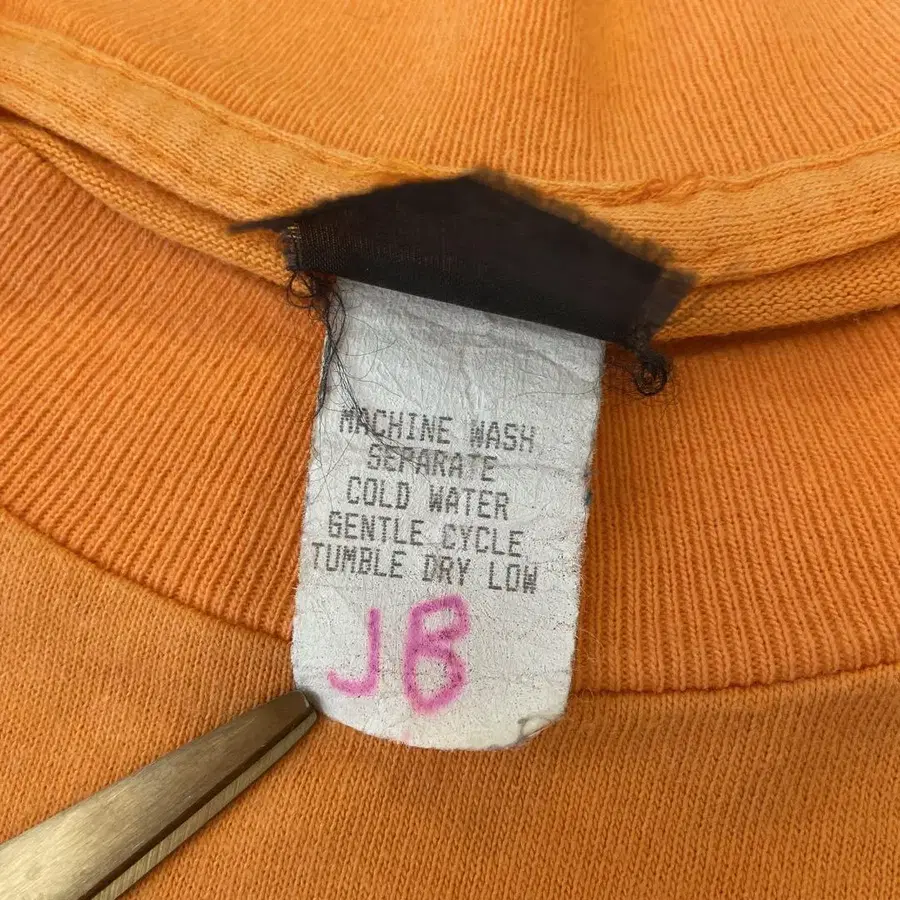 MACHINE WASH
SEPARATE
COLD WATER
GENTLE CYCLE
TUMBLE DRY LOW
JB